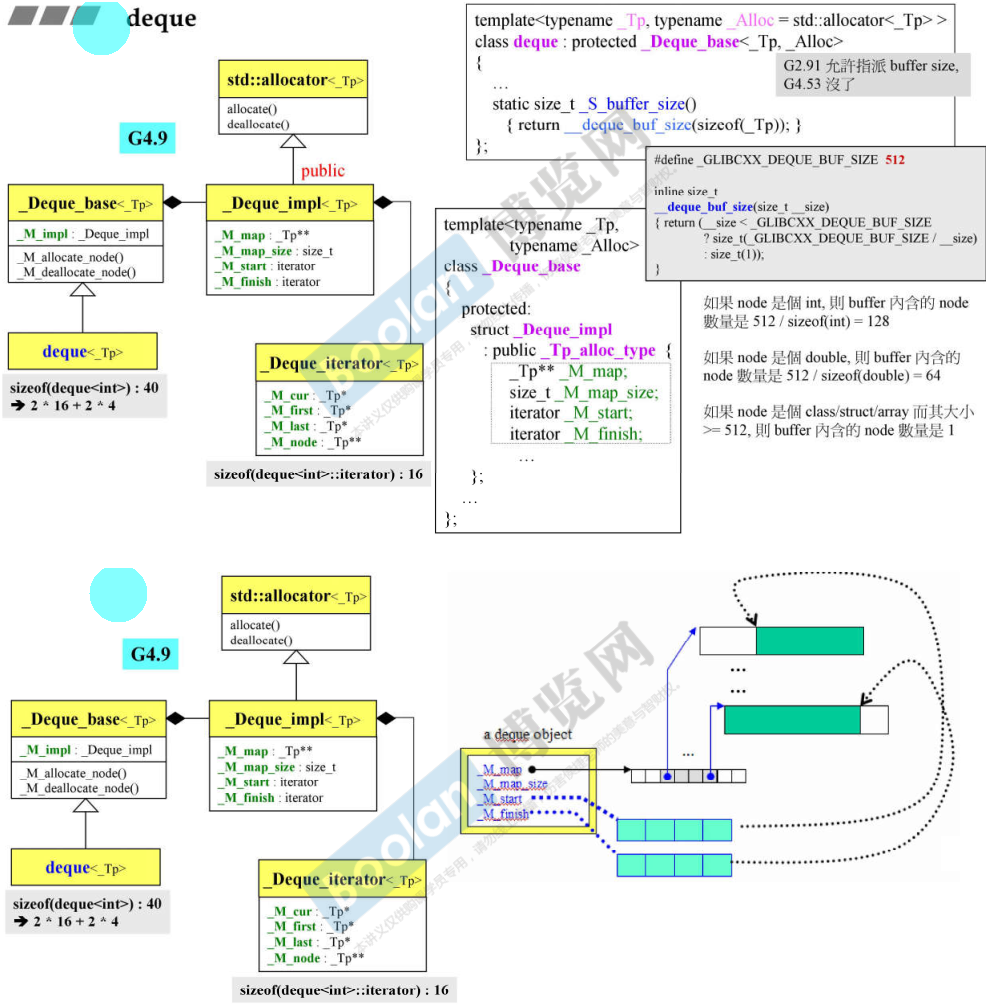 deque
std::allocator<_Tp>
allocate()
deallocate()
G4.9
public
_Deque_base<_Tp>
_M_impl : _Deque_impl
_M_allocate_node()
_M_deallocate_node()
_Deque_impl<_Tp>
_M_map : _Tp**
_M_map_size : size_t
_M_start : iterator
_M_finish : iterator
deque<_Tp>
sizeof(deque<int>) : 40
➔ 2 * 16 + 2 * 4
_Deque_iterator<_Tp>
_M_cur : _Tp*
_M_first : _Tp*
_M_last : _Tp*
_M_node : _Tp**
sizeof(deque<int>::iterator) : 16
template<typename _Tp, typename _Alloc = std::allocator<_Tp> >
class deque : protected _Deque_base<_Tp, _Alloc>
{
…
static size_t _S_buffer_size()
{ return __deque_buf_size(sizeof(_Tp)); }
};
G2.91 允許指派 buffer size,
G4.53 沒了
#define _GLIBCXX_DEQUE_BUF_SIZE 512
inline size_t
__deque_buf_size(size_t __size)
{ return (__size < _GLIBCXX_DEQUE_BUF_SIZE
? size_t(_GLIBCXX_DEQUE_BUF_SIZE / __size)
: size_t(1));
}
template<typename _Tp,
typename _Alloc>
class _Deque_base
{
protected:
struct _Deque_impl
: public _Tp_alloc_type {
_Tp** _M_map;
size_t _M_map_size;
iterator _M_start;
iterator _M_finish;
…
};
…
};
如果 node 是個 int, 則 buffer 內含的 node
數量是 512 / sizeof(int) = 128
如果 node 是個 double, 則 buffer 內含的
node 數量是 512 / sizeof(double) = 64
如果 node 是個 class/struct/array 而其大小
>= 512, 則 buffer 內含的 node 數量是 1
boolan 博览网
std::allocator<_Tp>
allocate()
deallocate()
G4.9
_Deque_base<_Tp>
_M_impl : _Deque_impl
_M_allocate_node()
_M_deallocate_node()
_Deque_impl<_Tp>
_M_map : _Tp**
_M_map_size : size_t
_M_start : iterator
_M_finish : iterator
deque<_Tp>
sizeof(deque<int>) : 40
➔ 2 * 16 + 2 * 4
_Deque_iterator<_Tp>
_M_cur : _Tp*
_M_first : _Tp*
_M_last : _Tp*
_M_node : _Tp**
sizeof(deque<int>::iterator) : 16
a deque object
_M_map
_M_map_size
_M_start
_M_finish
...
...
...
boolan 博览网